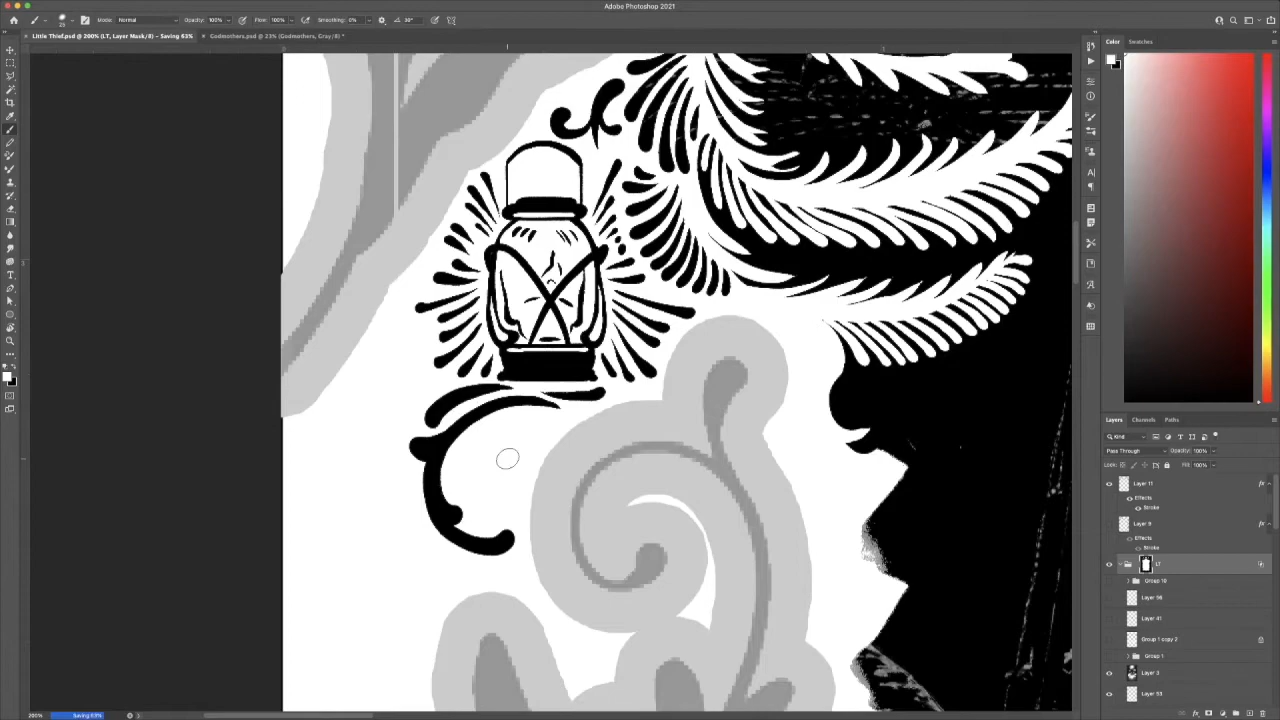 Adobe Photoshop 2021
Mode: Normal Opacity: 100% Flow: 100% Smoothing: 0% 30°
Little Thief.psd @ 200% (LT, Layer Mask/8) – Saving 63%
Godmothers.psd @ 23% (Godmothers, Gray/8) *
Color Swatches
Layers Channels Paths
Kind
Pass Through Opacity: 100%
Lock: Fill: 100%
Layer 11
Effects
Stroke
Layer 9
Effects
Stroke
LT
Group 10
Layer 56
Layer 41
Group 1 copy 2
Group 1
Layer 3
Layer 53
200% Saving 63%